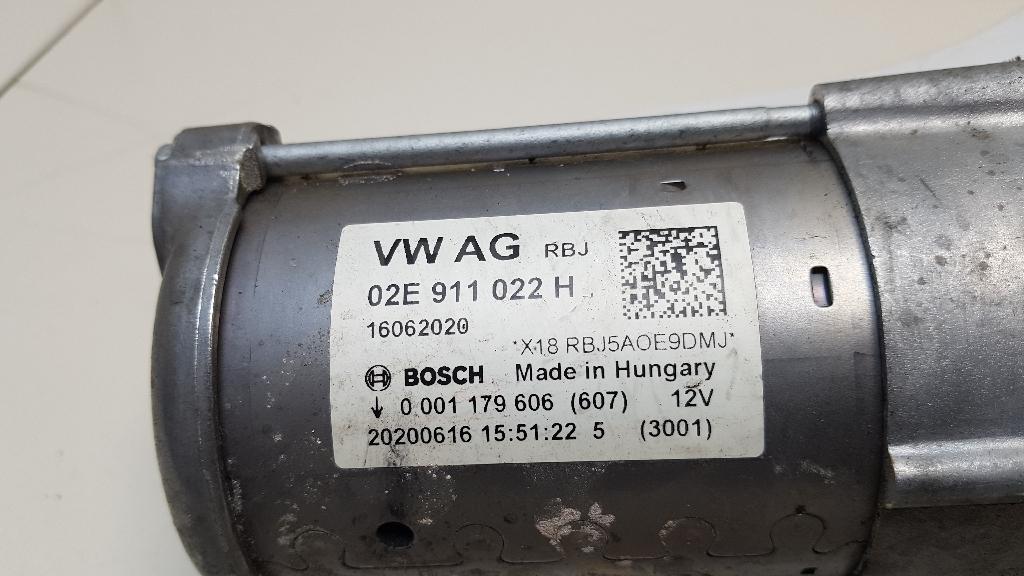 VW AG RBJ
02E 911 022 H
16062020
*X18 RBJ5AOE9DMJ*
BOSCH Made in Hungary
0 001 179 606 (607) 12V
20200616 15:51:22 5 (3001)